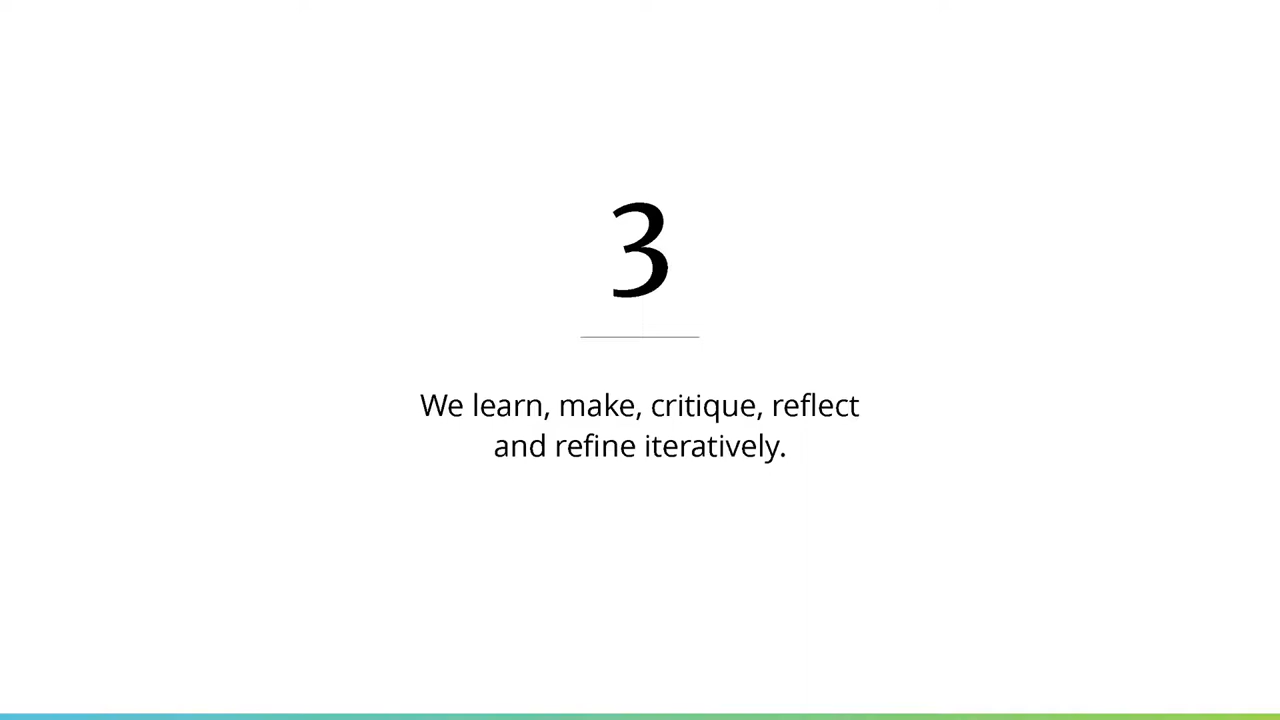 3
We learn, make, critique, reflect
and refine iteratively.